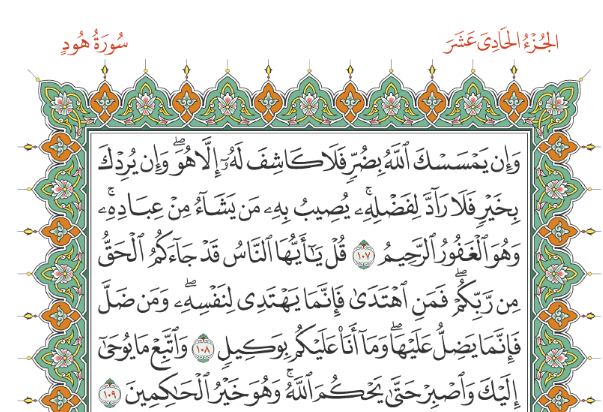 الجُزْءُ الحَادِىَ عَشَرَ
سُورَةُ هُودٍ
وَإِن يَمْسَسْكَ ٱللَّهُ بِضُرٍّ فَلَا كَاشِفَ لَهُۥٓ إِلَّا هُوَۖ وَإِن يُرِدْكَ
بِخَيْرٍ فَلَا رَآدَّ لِفَضْلِهِۦۚ يُصِيبُ بِهِۦ مَن يَشَآءُ مِنْ عِبَادِهِۦۚ
وَهُوَ ٱلْغَفُورُ ٱلرَّحِيمُ ١٠٧ قُلْ يَـٰٓأَيُّهَا ٱلنَّاسُ قَدْ جَآءَكُمُ ٱلْحَقُّ
مِن رَّبِّكُمْۖ فَمَنِ ٱهْتَدَىٰ فَإِنَّمَا يَهْتَدِى لِنَفْسِهِۦۖ وَمَن ضَلَّ
فَإِنَّمَا يَضِلُّ عَلَيْهَاۖ وَمَآ أَنَا۠ عَلَيْكُم بِوَكِيلٍ ١٠٨ وَٱتَّبِعْ مَا يُوحَىٰٓ
إِلَيْكَ وَٱصْبِرْ حَتَّىٰ يَحْكُمَ ٱللَّهُۚ وَهُوَ خَيْرُ ٱلْحَـٰكِمِينَ ١٠٩